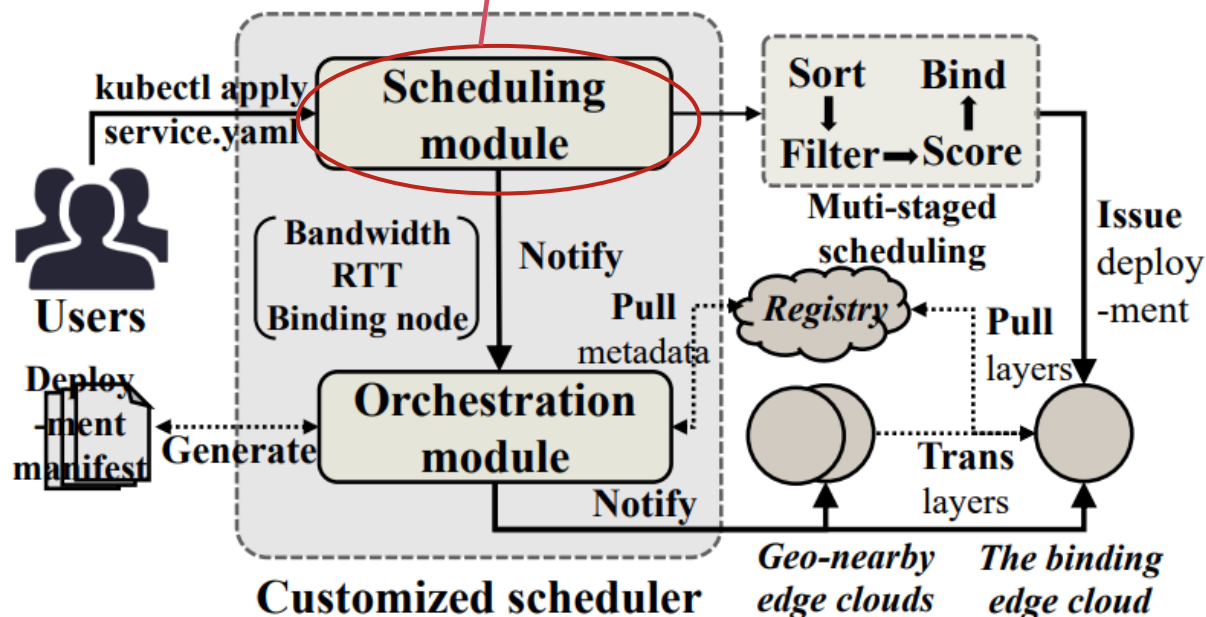 kubectl apply
service.yaml
Scheduling
module
Sort
Bind
Filter
Score
Muti-staged
scheduling
Issue
deploy
-ment
Users
Bandwidth
RTT
Binding node
Notify
Pull
metadata
Registry
Pull
layers
Deploy
-ment
manifest
Generate
Orchestration
module
Trans
layers
Notify
Geo-nearby
edge clouds
The binding
edge cloud
Customized scheduler